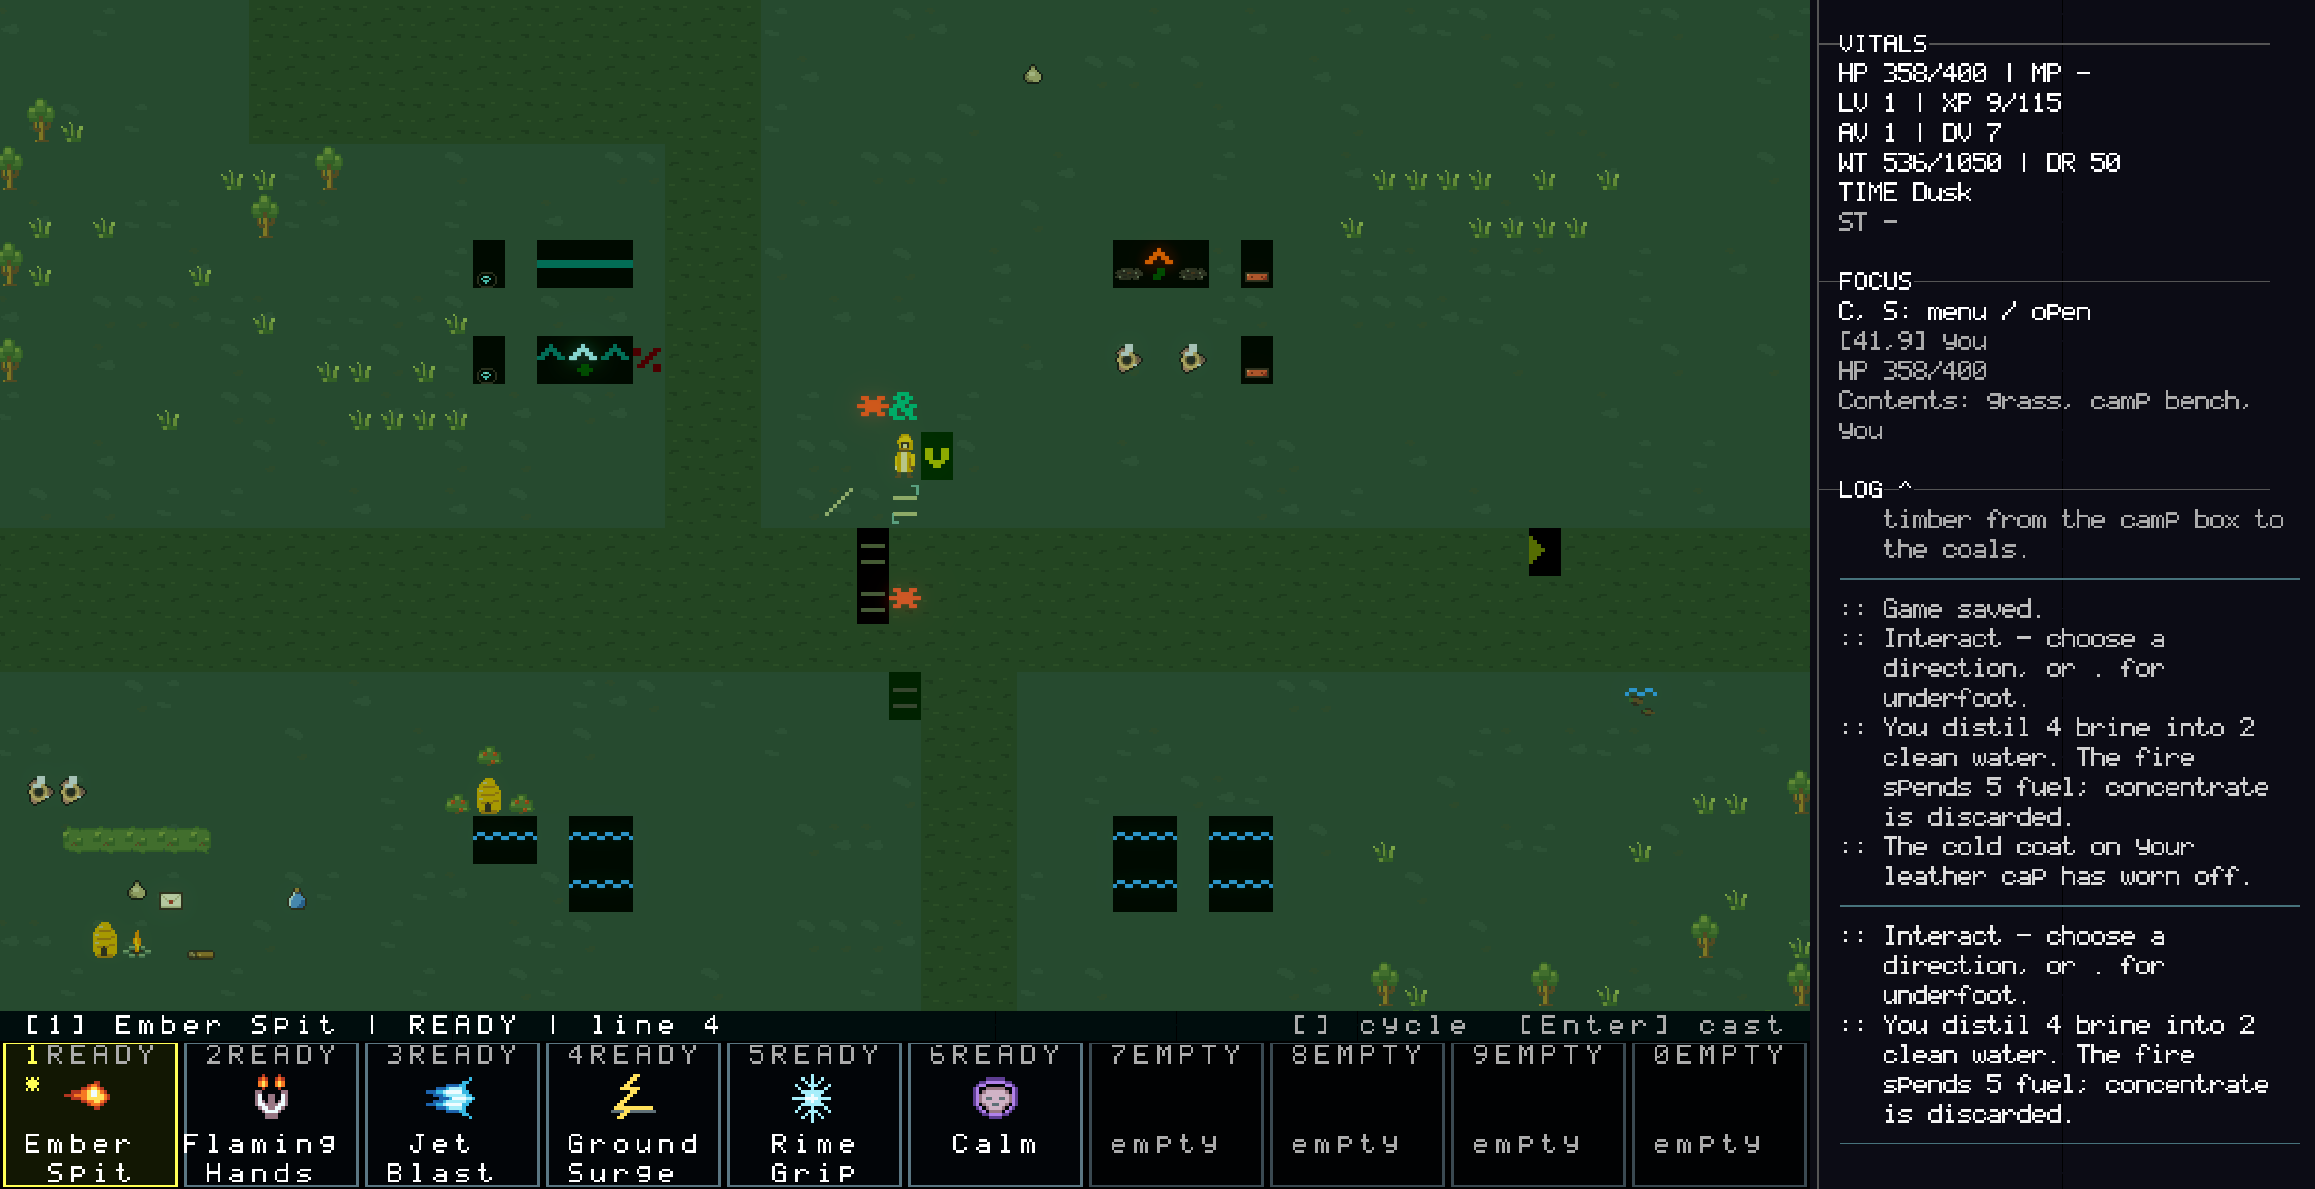 VITALS
HP 358/400 | MP -
LV 1 | XP 9/115
AV 1 | DV 7
WT 536/1050 | DR 50
TIME Dusk
ST -
FOCUS
C, S: menu / open
[41,9] you
HP 358/400
Contents: grass, camp bench,
you
LOG ^
timber from the camp box to
the coals.
:: Game saved.
:: Interact - choose a
direction, or . for
underfoot.
:: You distil 4 brine into 2
clean water. The fire
spends 5 fuel; concentrate
is discarded.
:: The cold coat on your
leather cap has worn off.
:: Interact - choose a
direction, or . for
underfoot.
:: You distil 4 brine into 2
clean water. The fire
spends 5 fuel; concentrate
is discarded.
&
[1] Ember Spit | READY | line 4
[] cycle [Enter] cast
1READY
*
Ember
Spit
2READY
Flaming
Hands
3READY
Jet
Blast
4READY
Ground
Surge
5READY
Rime
Grip
6READY
Calm
7EMPTY
empty
8EMPTY
empty
9EMPTY
empty
0EMPTY
empty